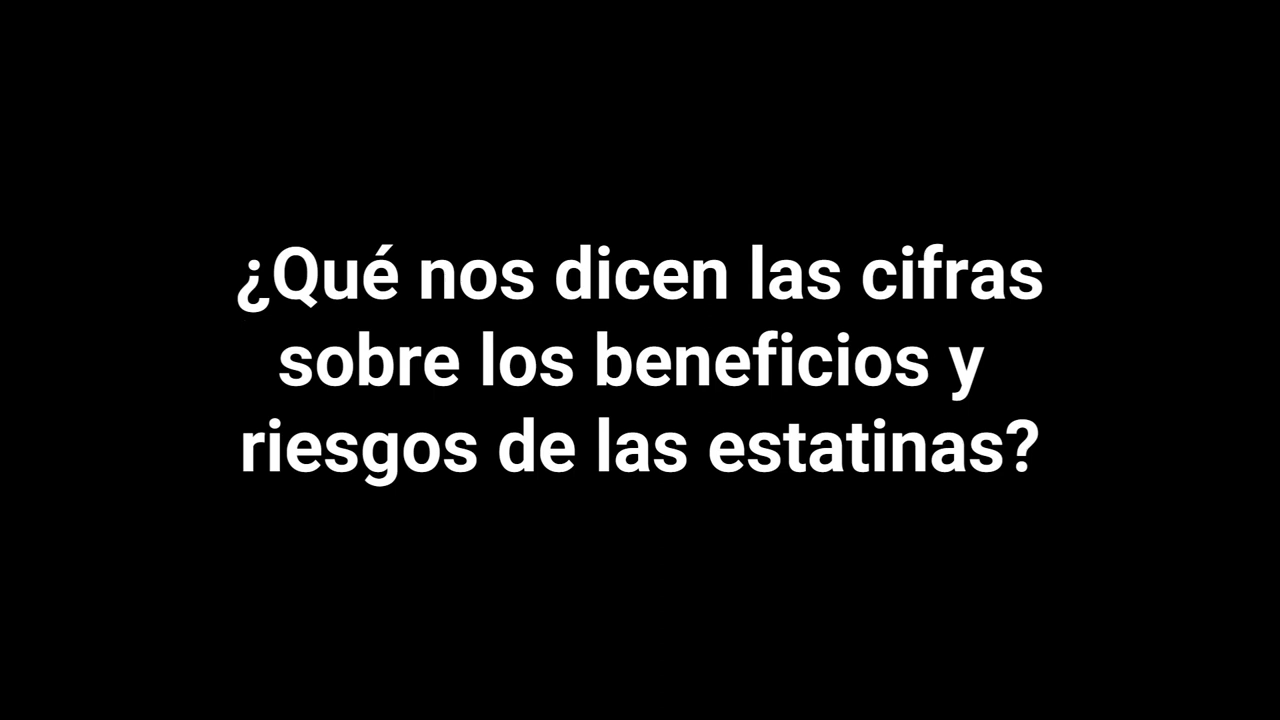 ¿Qué nos dicen las cifras
sobre los beneficios y
riesgos de las estatinas?